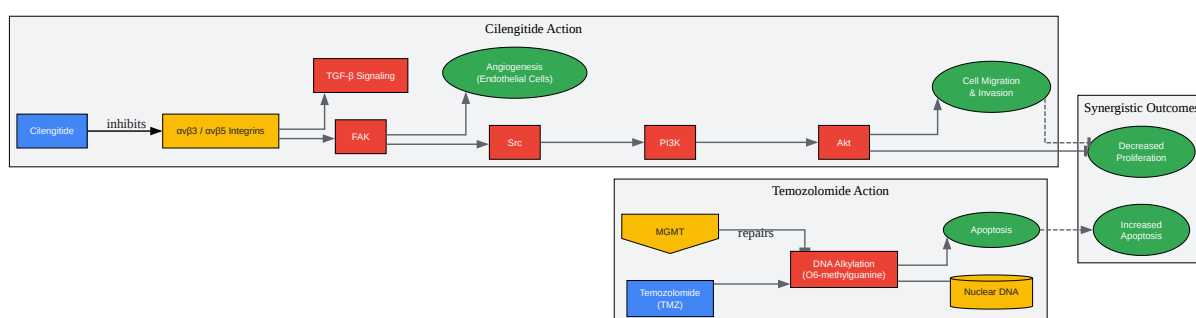 Cilengitide Action
Cilengitide
inhibits
αvβ3 / αvβ5 Integrins
TGF-β Signaling
FAK
Angiogenesis
(Endothelial Cells)
Src
PI3K
Akt
Cell Migration
& Invasion
Synergistic Outcomes
Decreased
Proliferation
Increased
Apoptosis
Temozolomide Action
MGMT
repairs
Temozolomide
(TMZ)
DNA Alkylation
(O6-methylguanine)
Apoptosis
Nuclear DNA